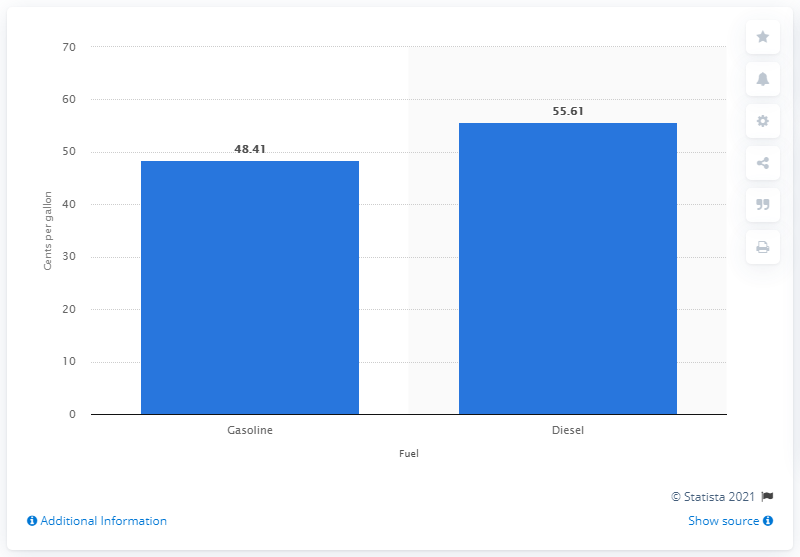 70
60
50
40
30
20
10
0
Cents per gallon
48.41
55.61
Gasoline
Diesel
Fuel
© Statista 2021
Additional Information
Show source